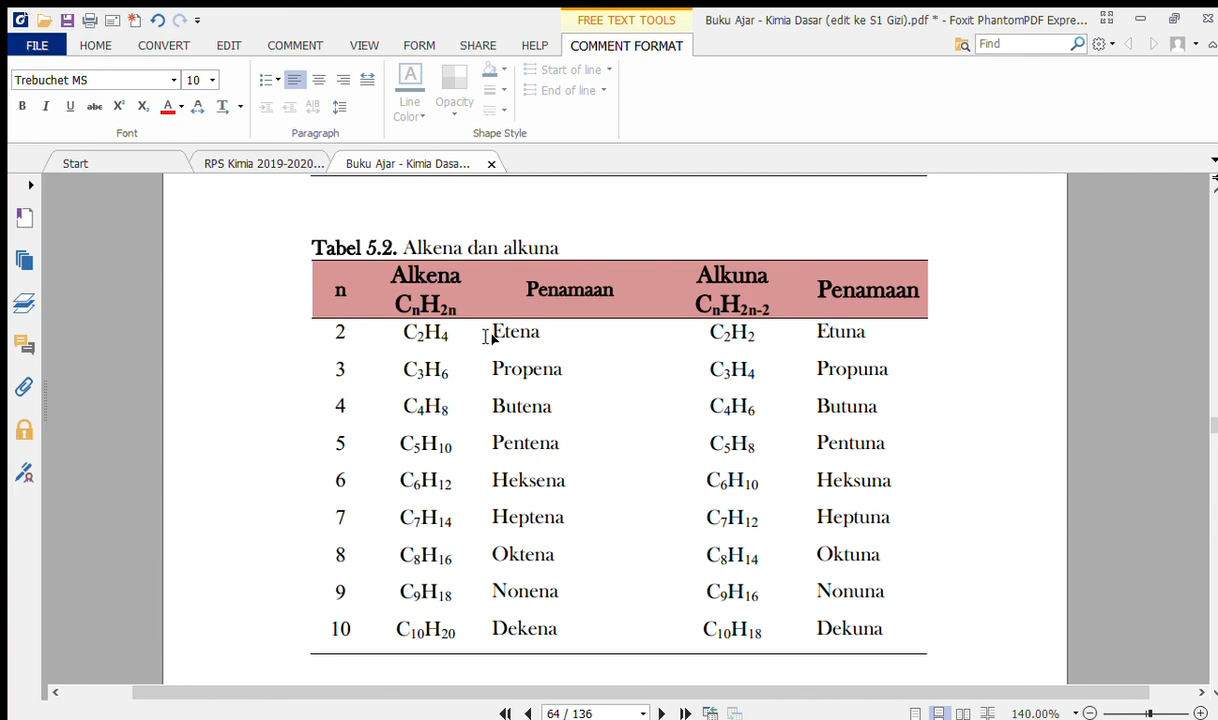 FREE TEXT TOOLS
Buku Ajar - Kimia Dasar (edit ke S1 Gizi).pdf * - Foxit PhantomPDF Expre...
FILE HOME CONVERT EDIT COMMENT VIEW FORM SHARE HELP COMMENT FORMAT Find
Trebuchet MS 10
B I U abc X² X₂ A A T
Line Color
Opacity
Start of line
End of line
Font Paragraph Shape Style
Start RPS Kimia 2019-2020... Buku Ajar - Kimia Dasa...
Tabel 5.2. Alkena dan alkuna
n Alkena CₙH₂ₙ Penamaan Alkuna CₙH₂ₙ₋₂ Penamaan
2 C₂H₄ Etena C₂H₂ Etuna
3 C₃H₆ Propena C₃H₄ Propuna
4 C₄H₈ Butena C₄H₆ Butuna
5 C₅H₁₀ Pentena C₅H₈ Pentuna
6 C₆H₁₂ Heksena C₆H₁₀ Heksuna
7 C₇H₁₄ Heptena C₇H₁₂ Heptuna
8 C₈H₁₆ Oktena C₈H₁₄ Oktuna
9 C₉H₁₈ Nonena C₉H₁₆ Nonuna
10 C₁₀H₂₀ Dekena C₁₀H₁₈ Dekuna
64 / 136 140.00%